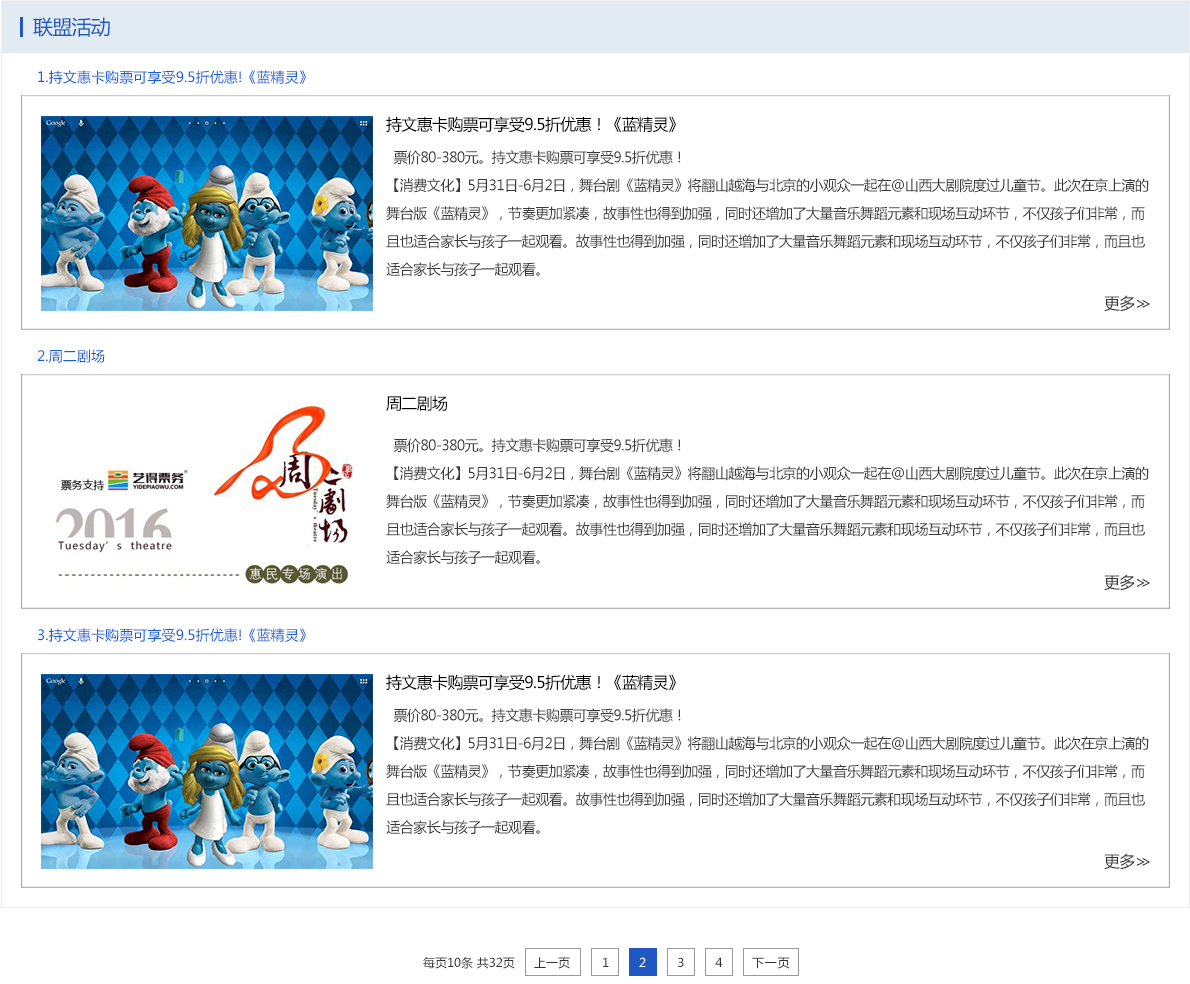 联盟活动
1.持文惠卡购票可享受9.5折优惠!《蓝精灵》
Google
持文惠卡购票可享受9.5折优惠！《蓝精灵》
票价80-380元。持文惠卡购票可享受9.5折优惠！
【消费文化】5月31日-6月2日，舞台剧《蓝精灵》将翻山越海与北京的小观众一起在@山西大剧院度过儿童节。此次在京上演的
舞台版《蓝精灵》，节奏更加紧凑，故事性也得到加强，同时还增加了大量音乐舞蹈元素和现场互动环节，不仅孩子们非常，而
且也适合家长与孩子一起观看。故事性也得到加强，同时还增加了大量音乐舞蹈元素和现场互动环节，不仅孩子们非常，而且也
适合家长与孩子一起观看。
更多≫
2.周二剧场
票务支持 艺得票务
YIDEPIAOWU.COM
周二劇场
Tuesday's theatre
2016
Tuesday's theatre
惠民专场演出
周二剧场
票价80-380元。持文惠卡购票可享受9.5折优惠！
【消费文化】5月31日-6月2日，舞台剧《蓝精灵》将翻山越海与北京的小观众一起在@山西大剧院度过儿童节。此次在京上演的
舞台版《蓝精灵》，节奏更加紧凑，故事性也得到加强，同时还增加了大量音乐舞蹈元素和现场互动环节，不仅孩子们非常，而
且也适合家长与孩子一起观看。故事性也得到加强，同时还增加了大量音乐舞蹈元素和现场互动环节，不仅孩子们非常，而且也
适合家长与孩子一起观看。
更多≫
3.持文惠卡购票可享受9.5折优惠!《蓝精灵》
Google
持文惠卡购票可享受9.5折优惠！《蓝精灵》
票价80-380元。持文惠卡购票可享受9.5折优惠！
【消费文化】5月31日-6月2日，舞台剧《蓝精灵》将翻山越海与北京的小观众一起在@山西大剧院度过儿童节。此次在京上演的
舞台版《蓝精灵》，节奏更加紧凑，故事性也得到加强，同时还增加了大量音乐舞蹈元素和现场互动环节，不仅孩子们非常，而
且也适合家长与孩子一起观看。故事性也得到加强，同时还增加了大量音乐舞蹈元素和现场互动环节，不仅孩子们非常，而且也
适合家长与孩子一起观看。
更多≫
每页10条 共32页 上一页 1 2 3 4 下一页